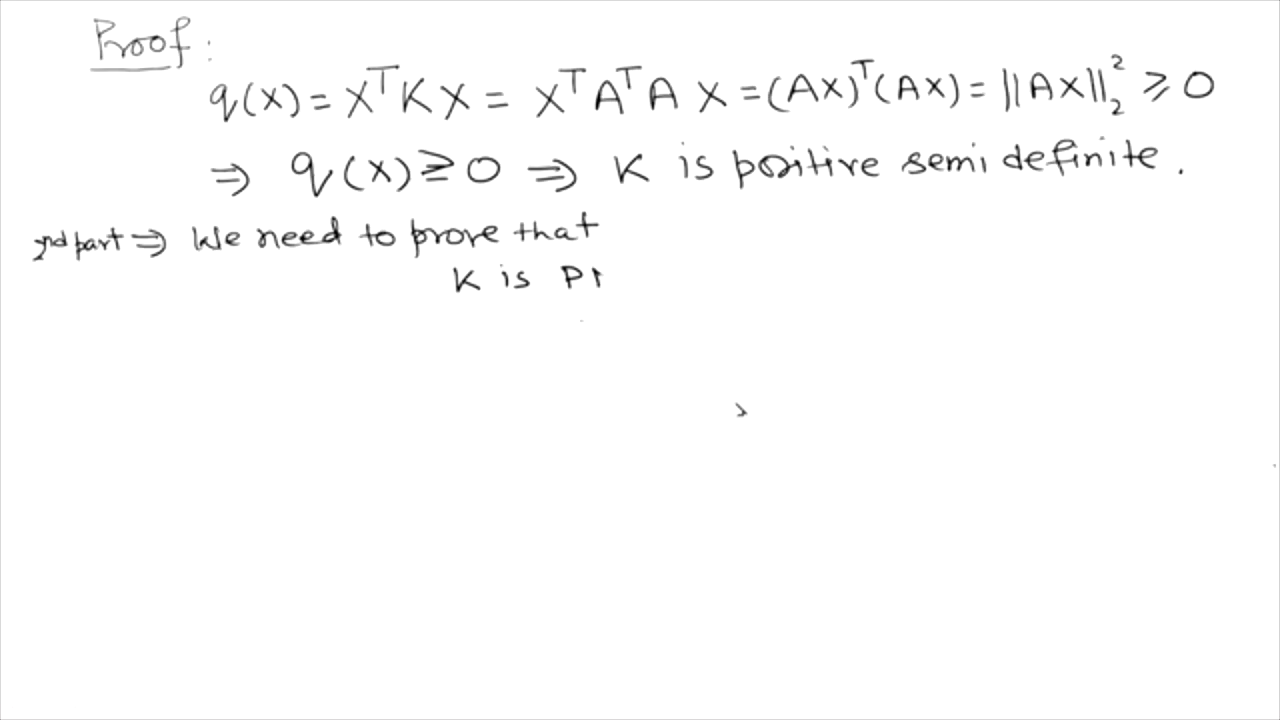 Proof:
q(x) = X^T K X = X^T A^T A X = (AX)^T (AX) = ||AX||_2^2 ≥ 0
⇒ q(x) ≥ 0 ⇒ K is positive semi definite.
2nd part ⇒ We need to prove that
K is P